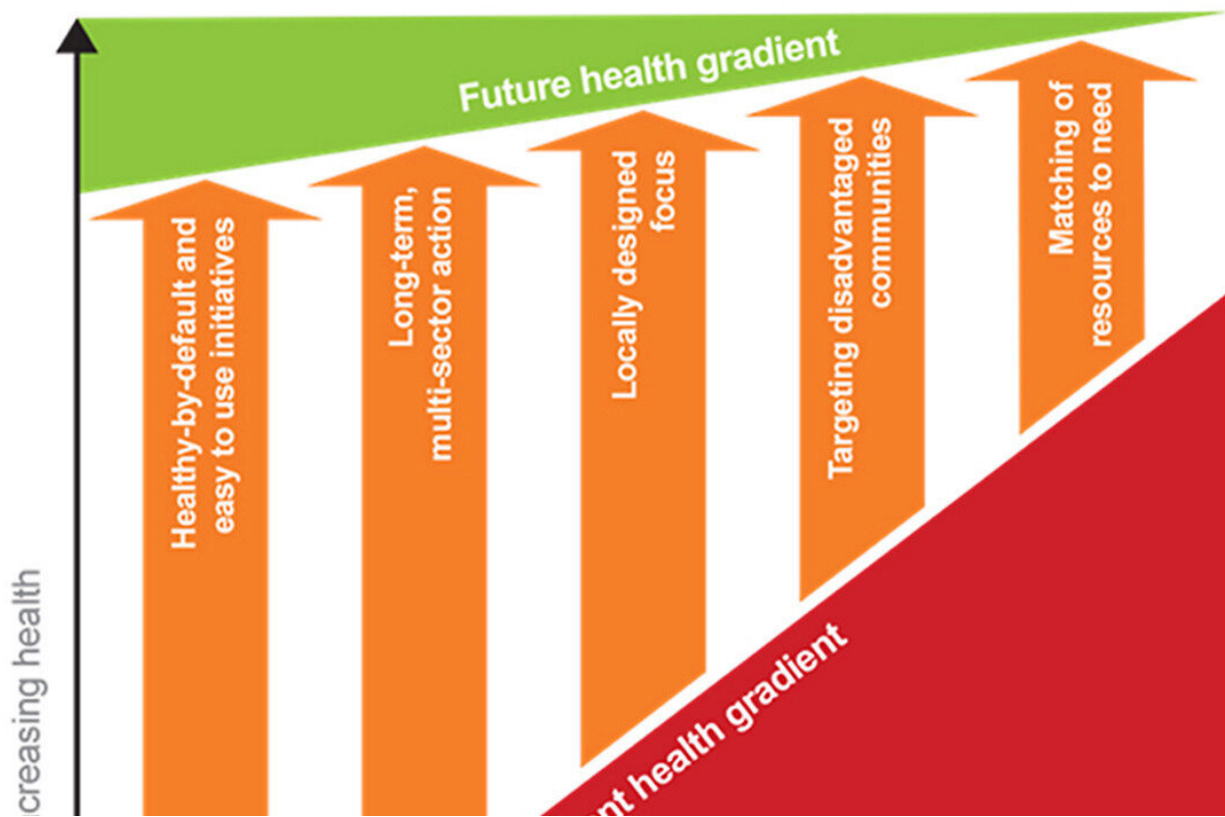 Future health gradient
Healthy-by-default and
easy to use initiatives
Long-term,
multi-sector action
Locally designed
focus
Targeting disadvantaged
communities
Matching of
resources to need
health gradient
health